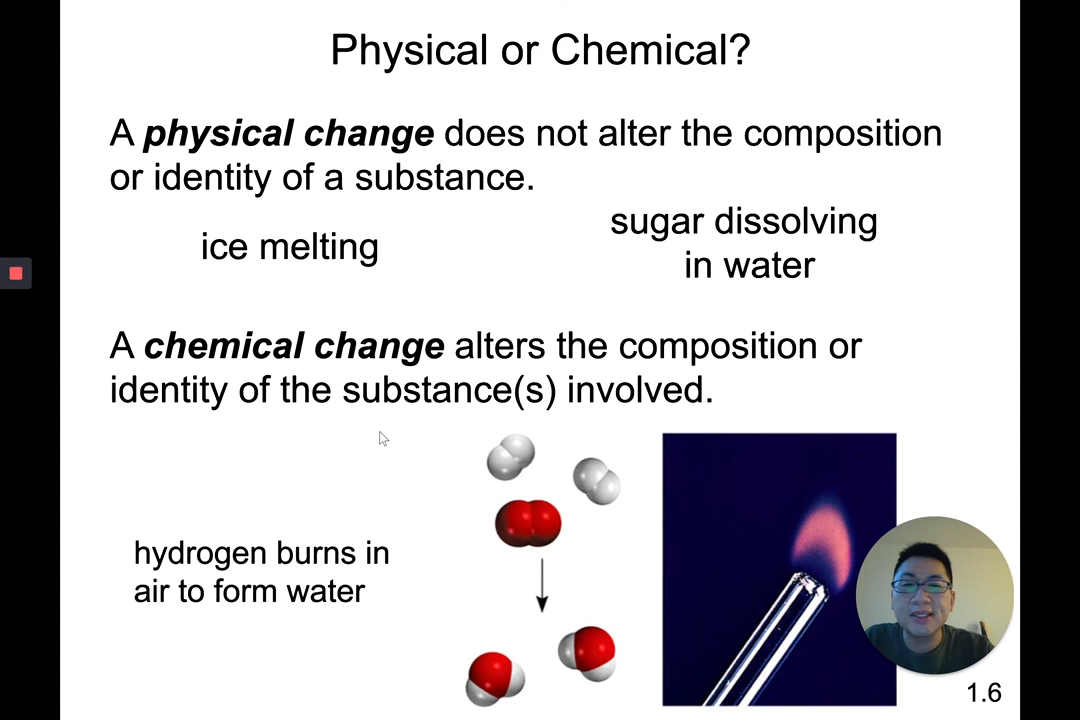 Physical or Chemical?
A physical change does not alter the composition
or identity of a substance.
ice melting
sugar dissolving
in water
A chemical change alters the composition or
identity of the substance(s) involved.
hydrogen burns in
air to form water
1.6